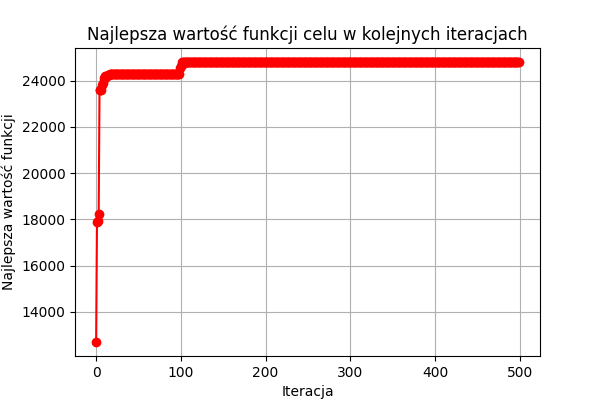 Najlepsza wartość funkcji celu w kolejnych iteracjach
Najlepsza wartość funkcji
24000
22000
20000
18000
16000
14000
0 100 200 300 400 500
Iteracja